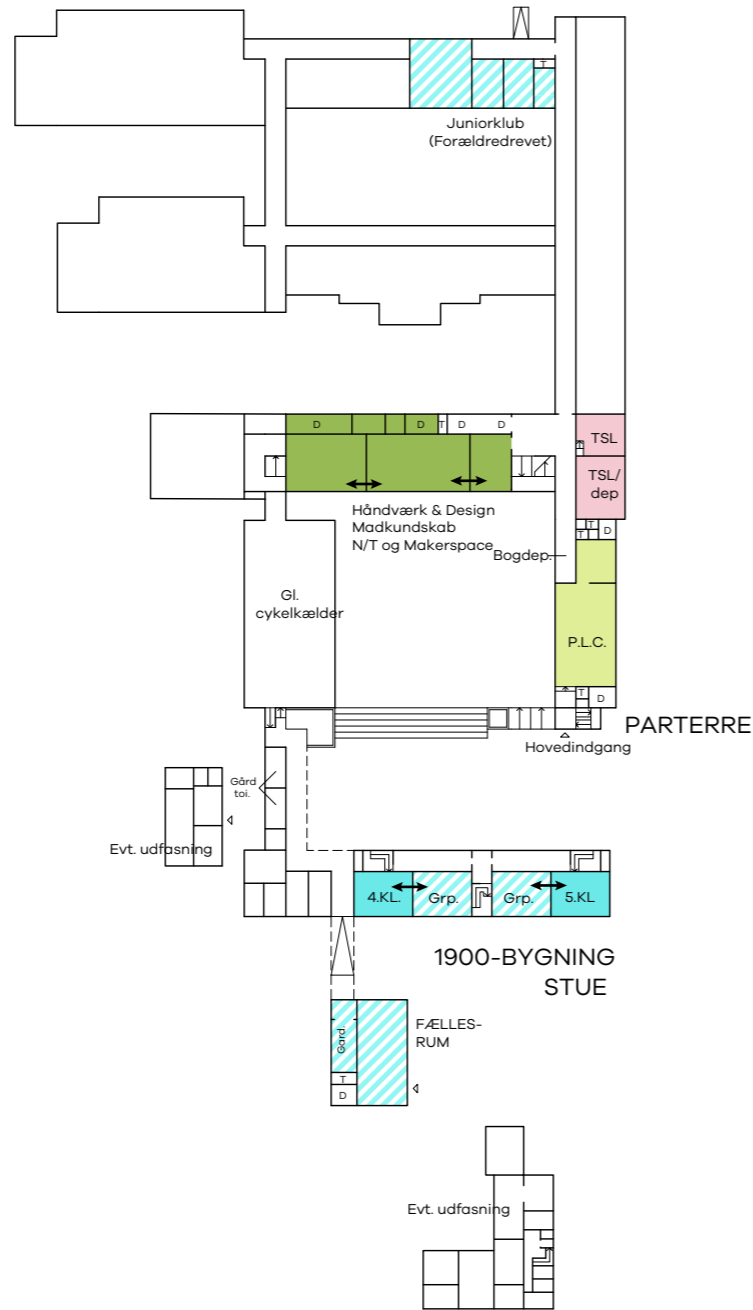 T
Juniorklub
(Forældredrevet)
D
D
T
D
D
TSL
TSL/
dep
Håndværk & Design
Madkundskab
N/T og Makerspace
Bogdep.
T
T
D
Gl.
cykelkælder
P.L.C.
T
D
PARTERRE
Hovedindgang
Gård
toi.
Evt. udfasning
4.KL.
Grp.
Grp.
5.KL
1900-BYGNING
STUE
FÆLLES-
RUM
Gard.
T
D
Evt. udfasning